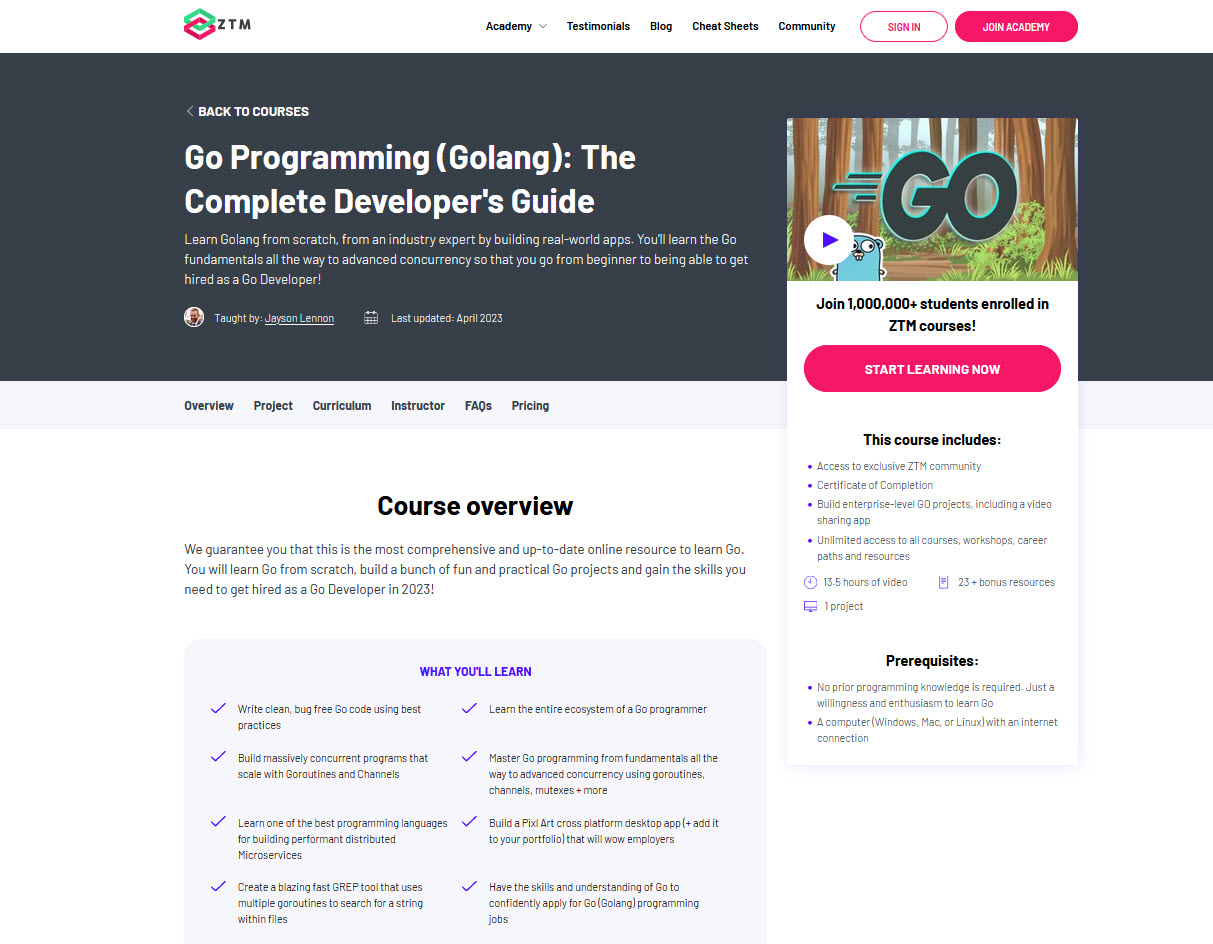 ZTM
Academy
Testimonials
Blog
Cheat Sheets
Community
SIGN IN
JOIN ACADEMY
BACK TO COURSES
Go Programming (Golang): The
Complete Developer's Guide
Learn Golang from scratch, from an industry expert by building real-world apps. You'll learn the Go
fundamentals all the way to advanced concurrency so that you go from beginner to being able to get
hired as a Go Developer!
Taught by: Jayson Lennon
Last updated: April 2023
GO
Join 1,000,000+ students enrolled in
ZTM courses!
START LEARNING NOW
This course includes:
Access to exclusive ZTM community
Certificate of Completion
Build enterprise-level GO projects, including a video
sharing app
Unlimited access to all courses, workshops, career
paths and resources
13.5 hours of video
23 + bonus resources
1 project
Prerequisites:
No prior programming knowledge is required. Just a
willingness and enthusiasm to learn Go
A computer (Windows, Mac, or Linux) with an internet
connection
Overview
Project
Curriculum
Instructor
FAQs
Pricing
Course overview
We guarantee you that this is the most comprehensive and up-to-date online resource to learn Go.
You will learn Go from scratch, build a bunch of fun and practical Go projects and gain the skills you
need to get hired as a Go Developer in 2023!
WHAT YOU'LL LEARN
Write clean, bug free Go code using best
practices
Learn the entire ecosystem of a Go programmer
Build massively concurrent programs that
scale with Goroutines and Channels
Master Go programming from fundamentals all the
way to advanced concurrency using goroutines,
channels, mutexes + more
Learn one of the best programming languages
for building performant distributed
Microservices
Build a Pixl Art cross platform desktop app (+ add it
to your portfolio) that will wow employers
Create a blazing fast GREP tool that uses
multiple goroutines to search for a string
within files
Have the skills and understanding of Go to
confidently apply for Go (Golang) programming
jobs